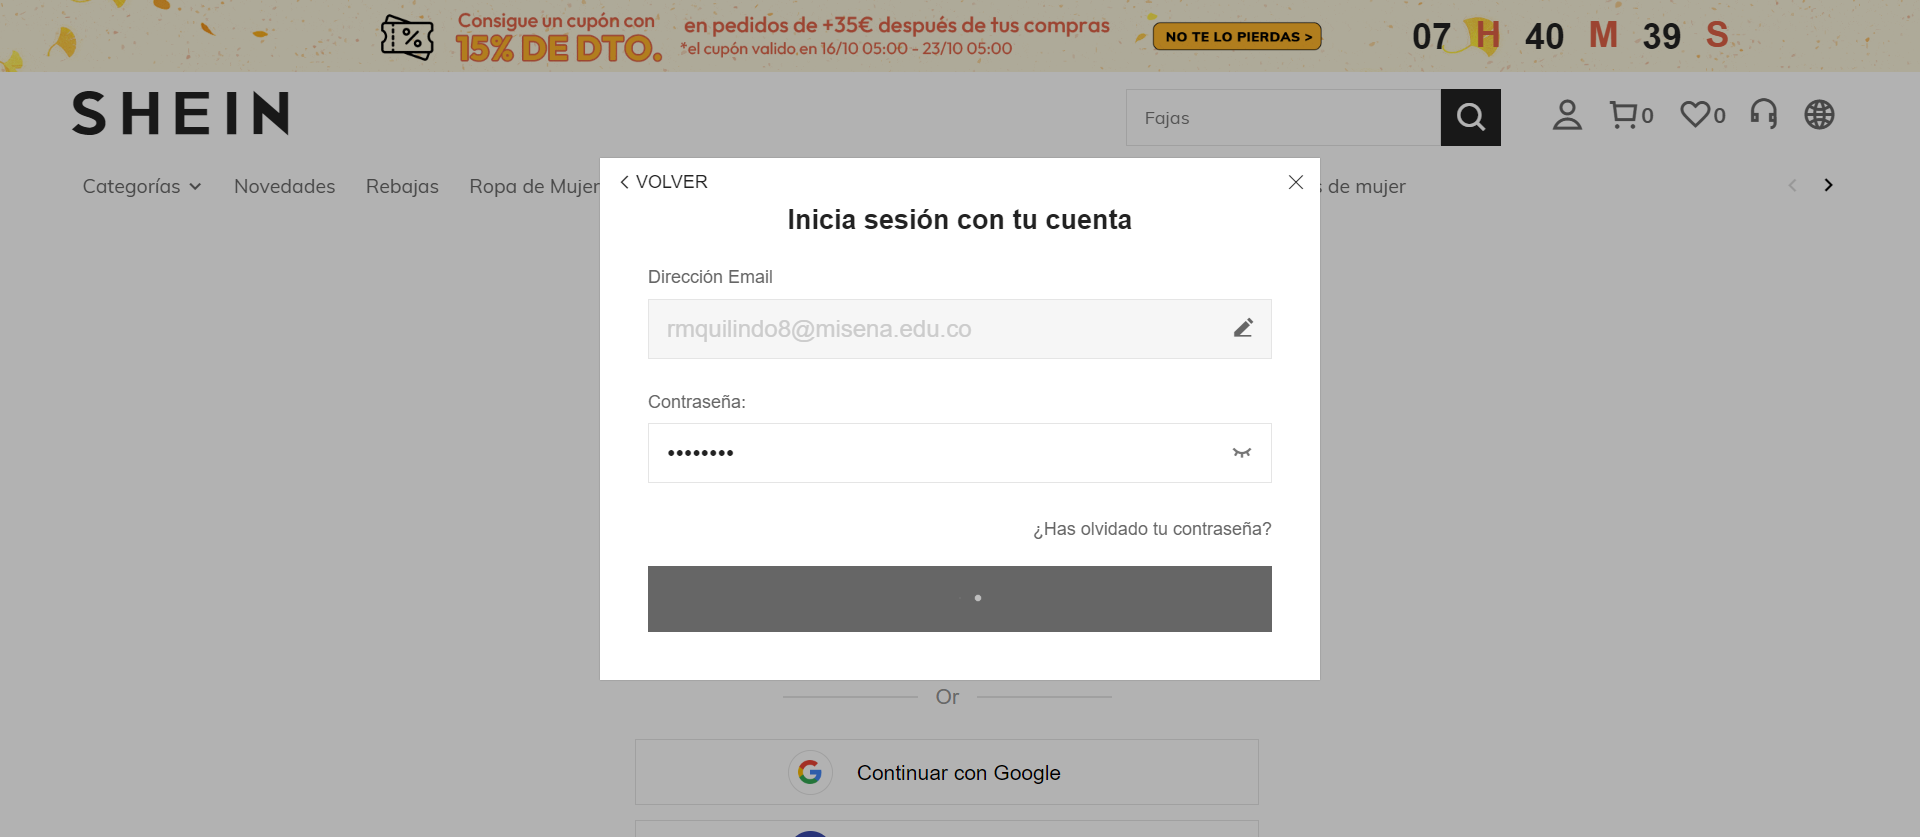 Consigue un cupón con
15% DE DTO.
en pedidos de +35€ después de tus compras
*el cupón valido en 16/10 05:00 - 23/10 05:00
NO TE LO PIERDAS >
07 H 40 M 39 S
SHEIN
Fajas
0
0
Categorías
Novedades
Rebajas
Ropa de Mujer
s de mujer
VOLVER
Inicia sesión con tu cuenta
Dirección Email
rmquilindo8@misena.edu.co
Contraseña:
••••••••
¿Has olvidado tu contraseña?
Or
Continuar con Google